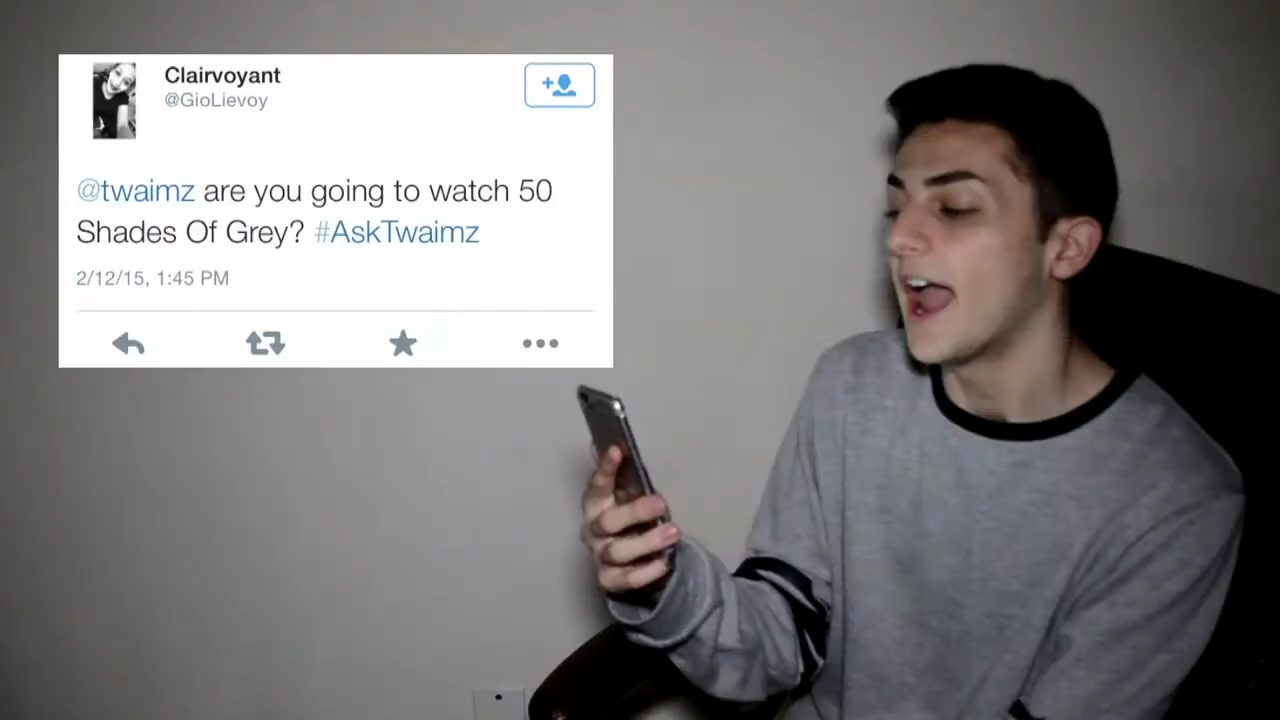 Clairvoyant
@GioLievoy
@twaimz are you going to watch 50
Shades Of Grey? #AskTwaimz
2/12/15, 1:45 PM